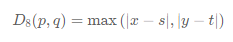 D₈(p, q) = max (|x − s|, |y − t|)